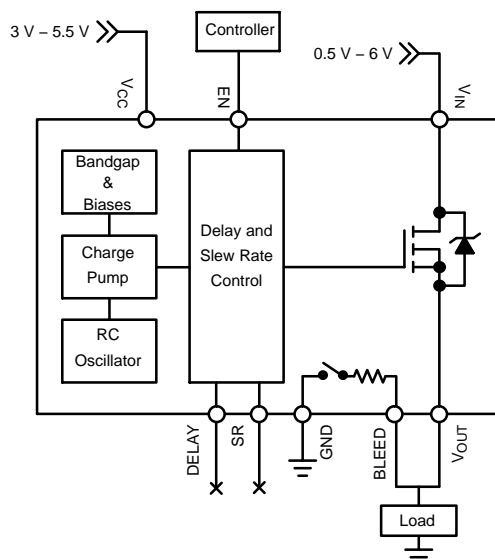 3 V – 5.5 V
Controller
0.5 V – 6 V
VCC
EN
VIN
Bandgap
&
Biases
Charge
Pump
RC
Oscillator
Delay and
Slew Rate
Control
DELAY
SR
GND
BLEED
VOUT
Load